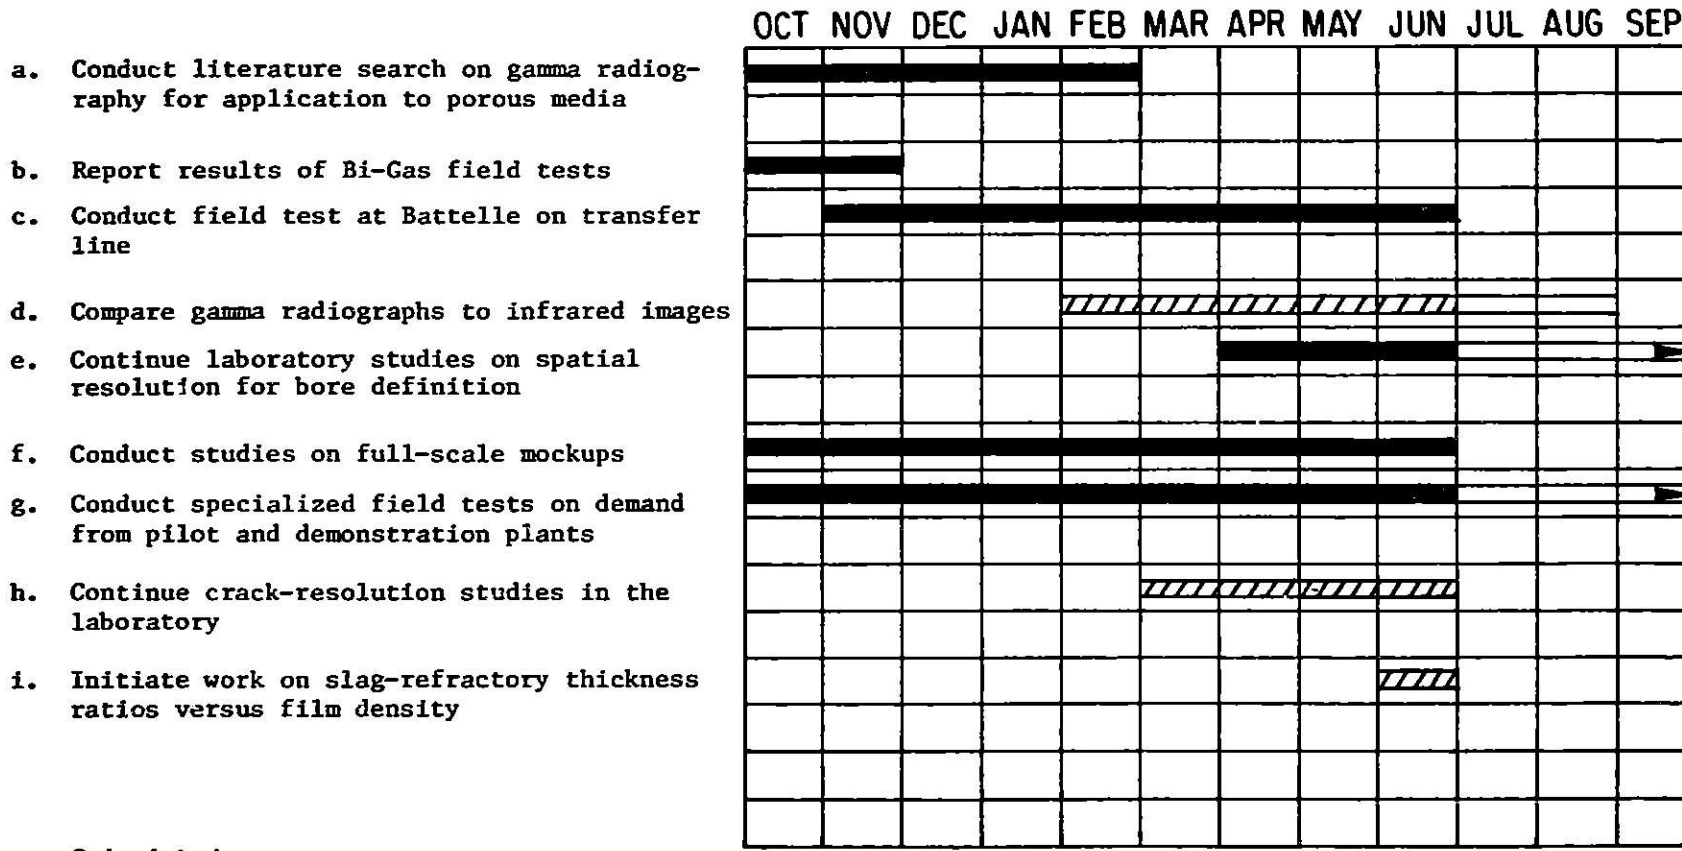 OCT NOV DEC JAN FEB MAR APR MAY JUN JUL AUG SEP
a. Conduct literature search on gamma radiog-
raphy for application to porous media
b. Report results of Bi-Gas field tests
c. Conduct field test at Battelle on transfer
line
d. Compare gamma radiographs to infrared images
e. Continue laboratory studies on spatial
resolution for bore definition
f. Conduct studies on full-scale mockups
g. Conduct specialized field tests on demand
from pilot and demonstration plants
h. Continue crack-resolution studies in the
laboratory
i. Initiate work on slag-refractory thickness
ratios versus film density